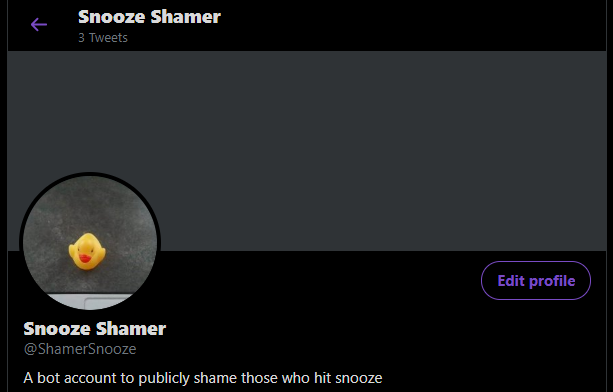 Snooze Shamer
3 Tweets
Edit profile
Snooze Shamer
@ShamerSnooze
A bot account to publicly shame those who hit snooze